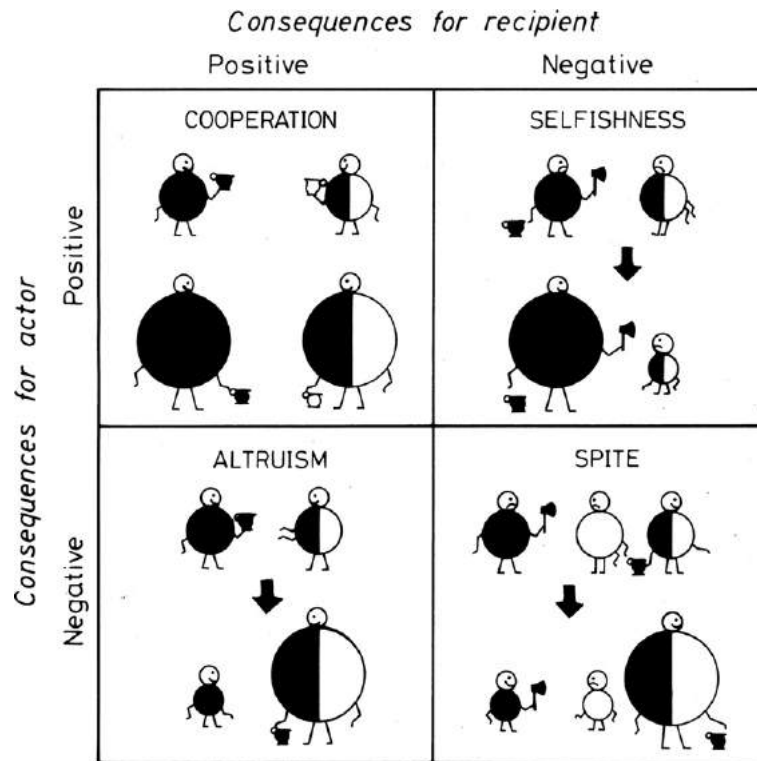 Consequences for recipient
Positive Negative
COOPERATION SELFISHNESS
Consequences for actor
Positive
ALTRUISM SPITE
Negative